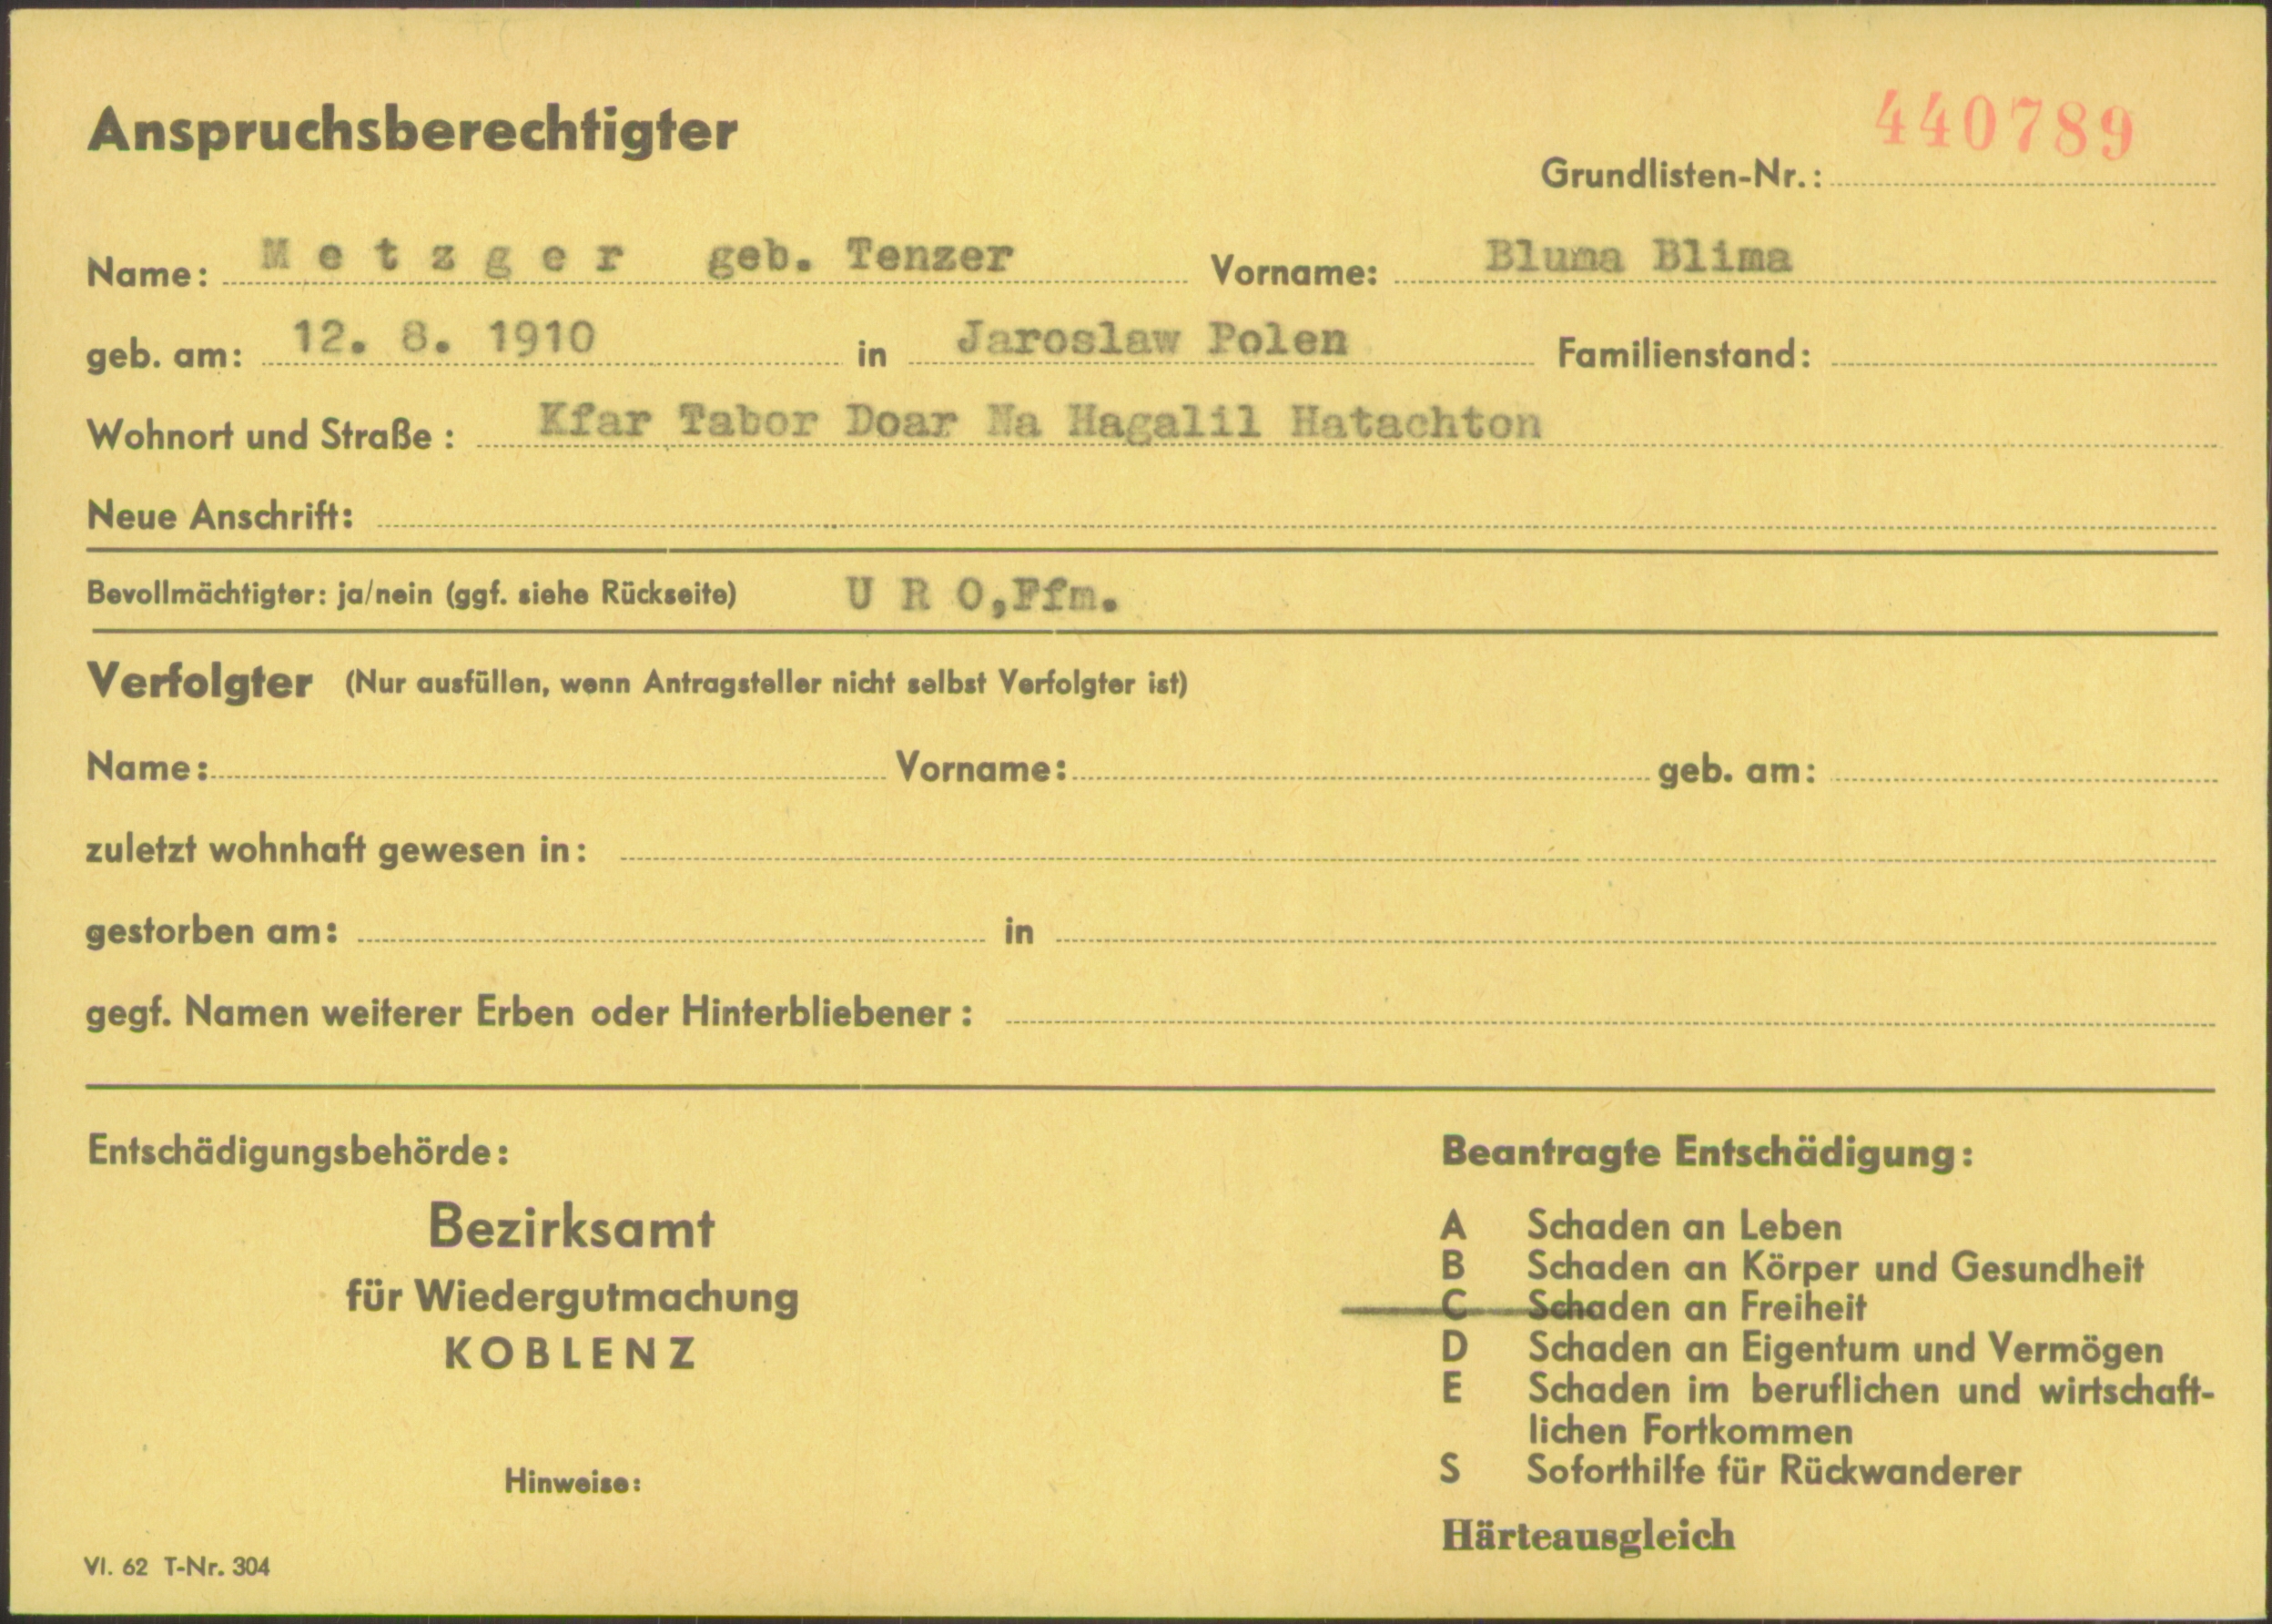 Anspruchsberechtigter
440789
Grundlisten-Nr.:
Name: Metzger geb. Tenzer Vorname: Bluma Blima
geb. am: 12. 8. 1910 in Jaroslaw Polen Familienstand:
Wohnort und Straße: Kfar Tabor Doar Na Hagalil Hatachton
Neue Anschrift:
Bevollmächtigter: ja/nein (ggf. siehe Rückseite) U R O,Ffm.
Verfolgter (Nur ausfüllen, wenn Antragsteller nicht selbst Verfolgter ist)
Name: Vorname: geb. am:
zuletzt wohnhaft gewesen in:
gestorben am: in
gegf. Namen weiterer Erben oder Hinterbliebener:
Entschädigungsbehörde:
Bezirksamt
für Wiedergutmachung
KOBLENZ
Hinweise:
VI. 62 T-Nr. 304
Beantragte Entschädigung:
A Schaden an Leben
B Schaden an Körper und Gesundheit
C Schaden an Freiheit
D Schaden an Eigentum und Vermögen
E Schaden im beruflichen und wirtschaft-
lichen Fortkommen
S Soforthilfe für Rückwanderer
Härteausgleich